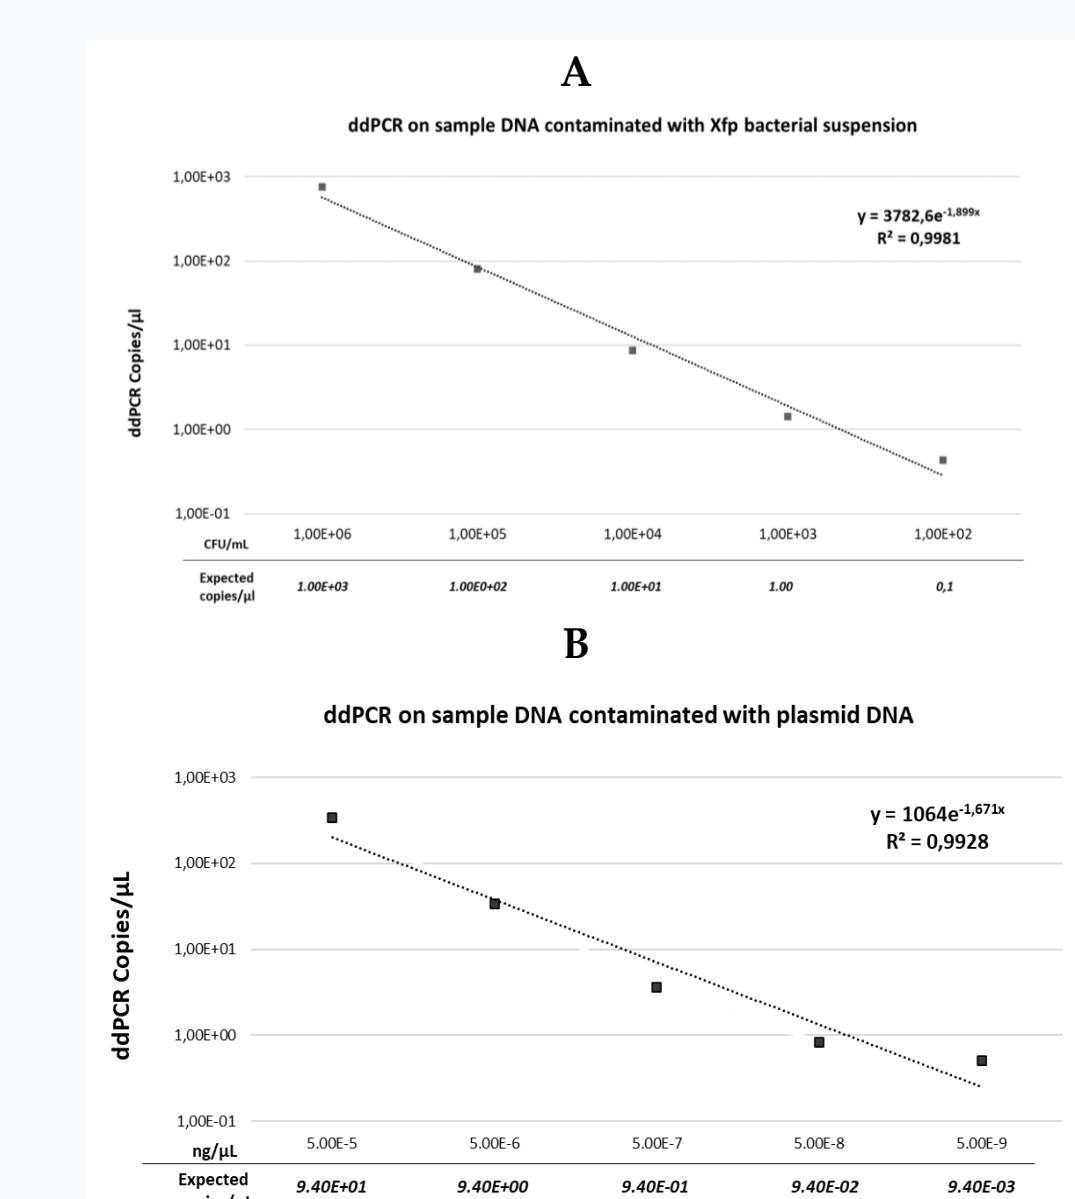 A
ddPCR on sample DNA contaminated with Xfp bacterial suspension
1,00E+03
y = 3782,6e-1,899x
R² = 0,9981
1,00E+02
ddPCR Copies/µl
1,00E+01
1,00E+00
1,00E-01
CFU/mL 1,00E+06 1,00E+05 1,00E+04 1,00E+03 1,00E+02
Expected
copies/µl 1.00E+03 1.00E0+02 1.00E+01 1.00 0,1
B
ddPCR on sample DNA contaminated with plasmid DNA
1,00E+03
y = 1064e-1,671x
R² = 0,9928
1,00E+02
ddPCR Copies/µL
1,00E+01
1,00E+00
1,00E-01
ng/µL 5.00E-5 5.00E-6 5.00E-7 5.00E-8 5.00E-9
Expected 9.40E+01 9.40E+00 9.40E-01 9.40E-02 9.40E-03